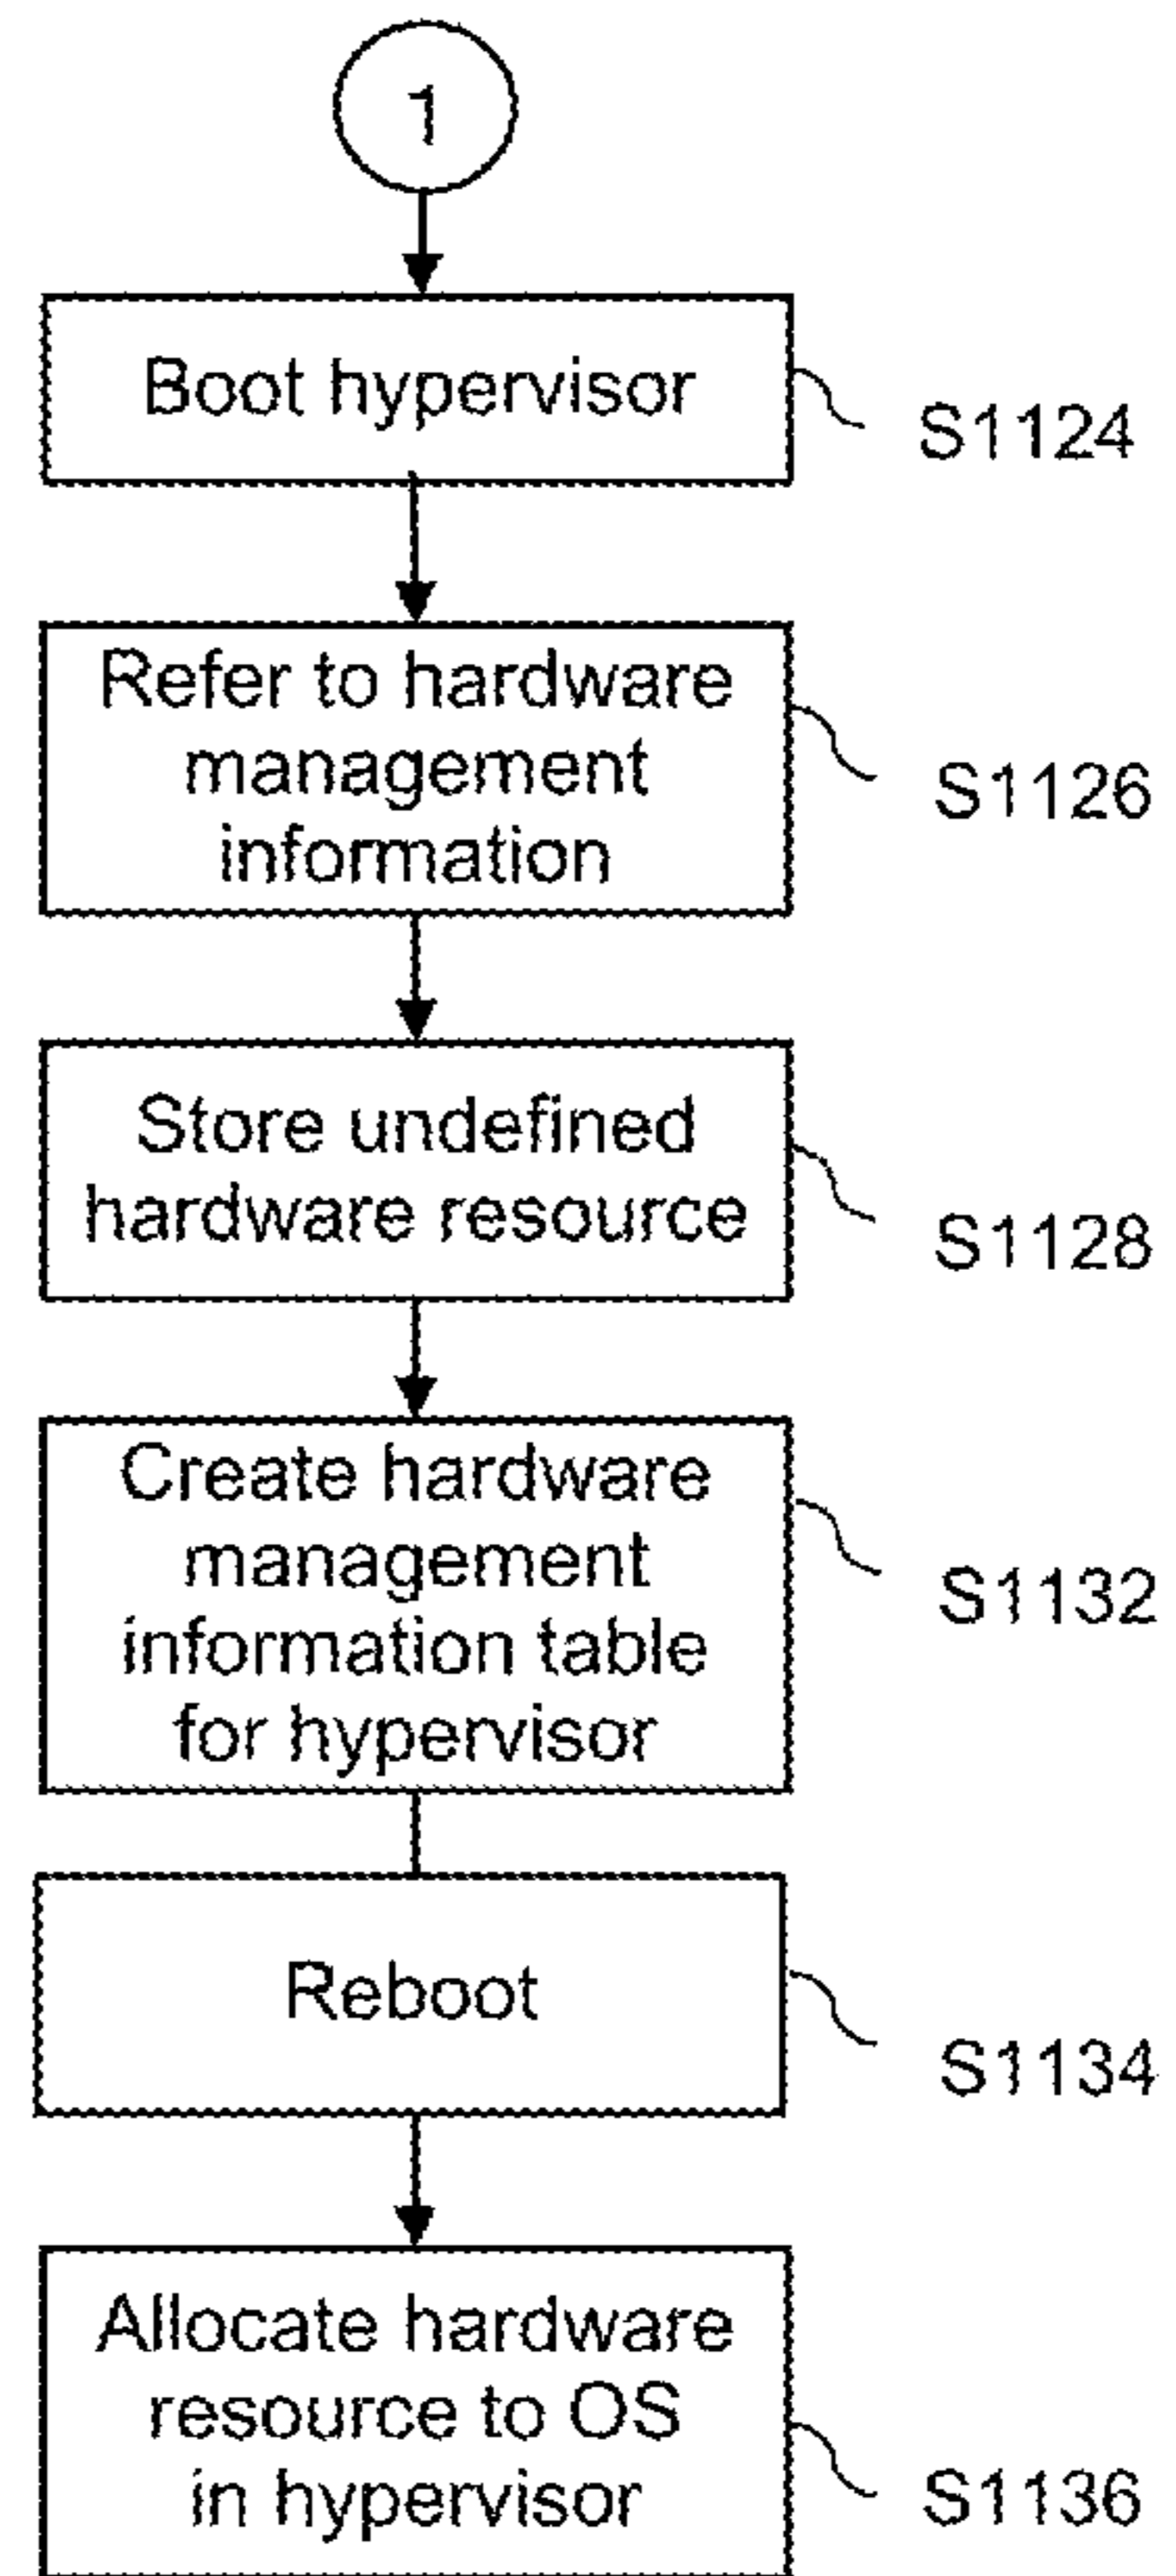 1
Boot hypervisor
S1124
Refer to hardware
management
information
S1126
Store undefined
hardware resource
S1128
Create hardware
management
information table
for hypervisor
S1132
Reboot
S1134
Allocate hardware
resource to OS
in hypervisor
S1136